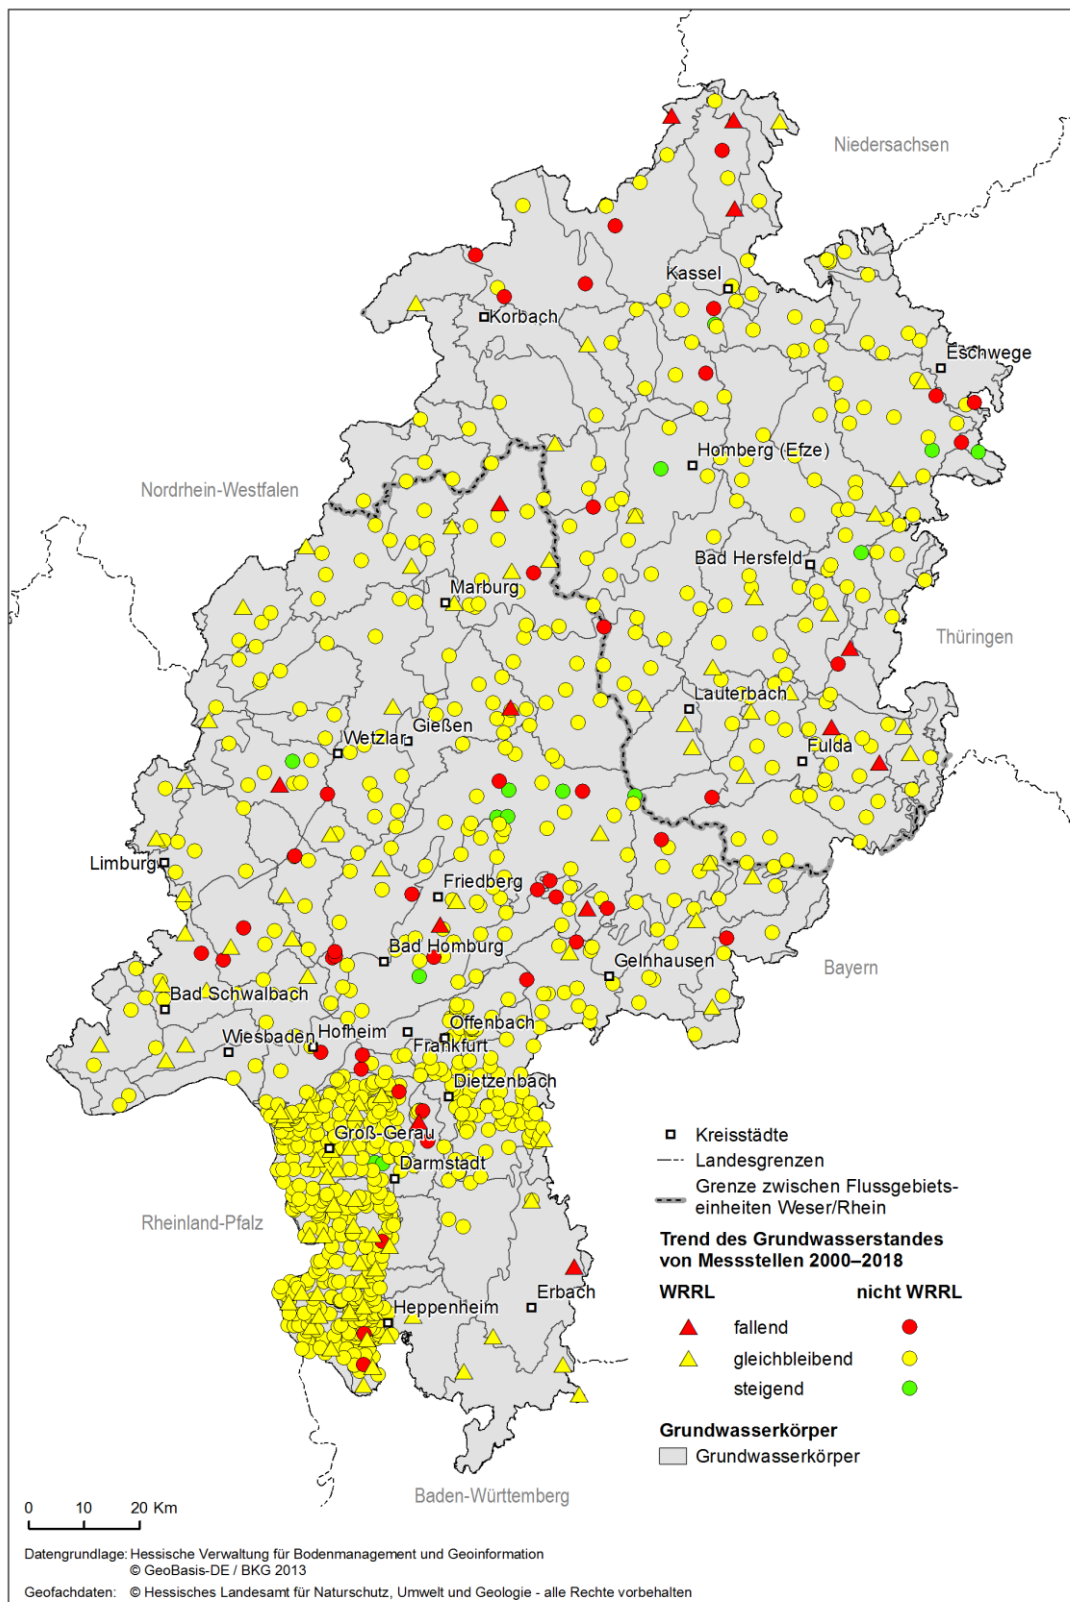 Niedersachsen
Kassel
Korbach
Eschwege
Homberg (Efze)
Nordrhein-Westfalen
Bad Hersfeld
Marburg
Thüringen
Lauterbach
Gießen
Wetzlar
Fulda
Limburg
Friedberg
Bad Homburg
Gelnhausen
Bayern
Bad Schwalbach
Offenbach
Wiesbaden
Hofheim
Frankfurt
Dietzenbach
Groß-Gerau
Darmstadt
Rheinland-Pfalz
Erbach
Heppenheim
Baden-Württemberg
Kreisstädte
Landesgrenzen
Grenze zwischen Flussgebiets-
einheiten Weser/Rhein
Trend des Grundwasserstandes
von Messstellen 2000–2018
WRRL nicht WRRL
fallend
gleichbleibend
steigend
Grundwasserkörper
Grundwasserkörper
0 10 20 Km
Datengrundlage: Hessische Verwaltung für Bodenmanagement und Geoinformation
© GeoBasis-DE / BKG 2013
Geofachdaten: © Hessisches Landesamt für Naturschutz, Umwelt und Geologie - alle Rechte vorbehalten